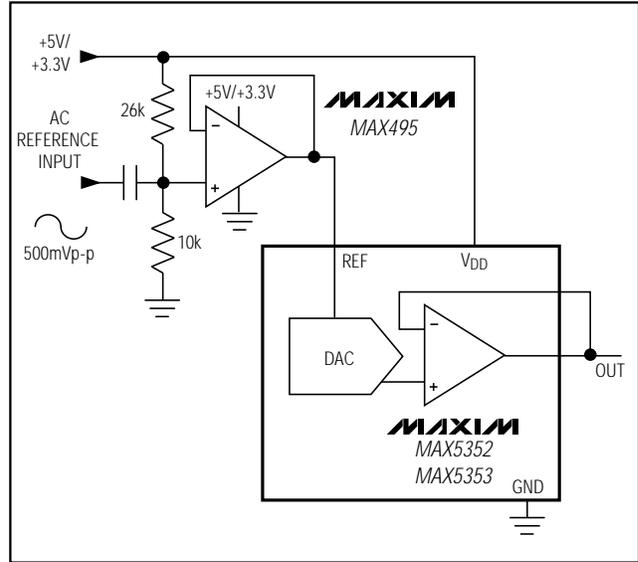 +5V/
+3.3V
+5V/+3.3V
MAXIM
MAX495
26k
AC
REFERENCE
INPUT
−
+
10k
500mVp-p
REF
VDD
DAC
−
+
OUT
MAXIM
MAX5352
MAX5353
GND